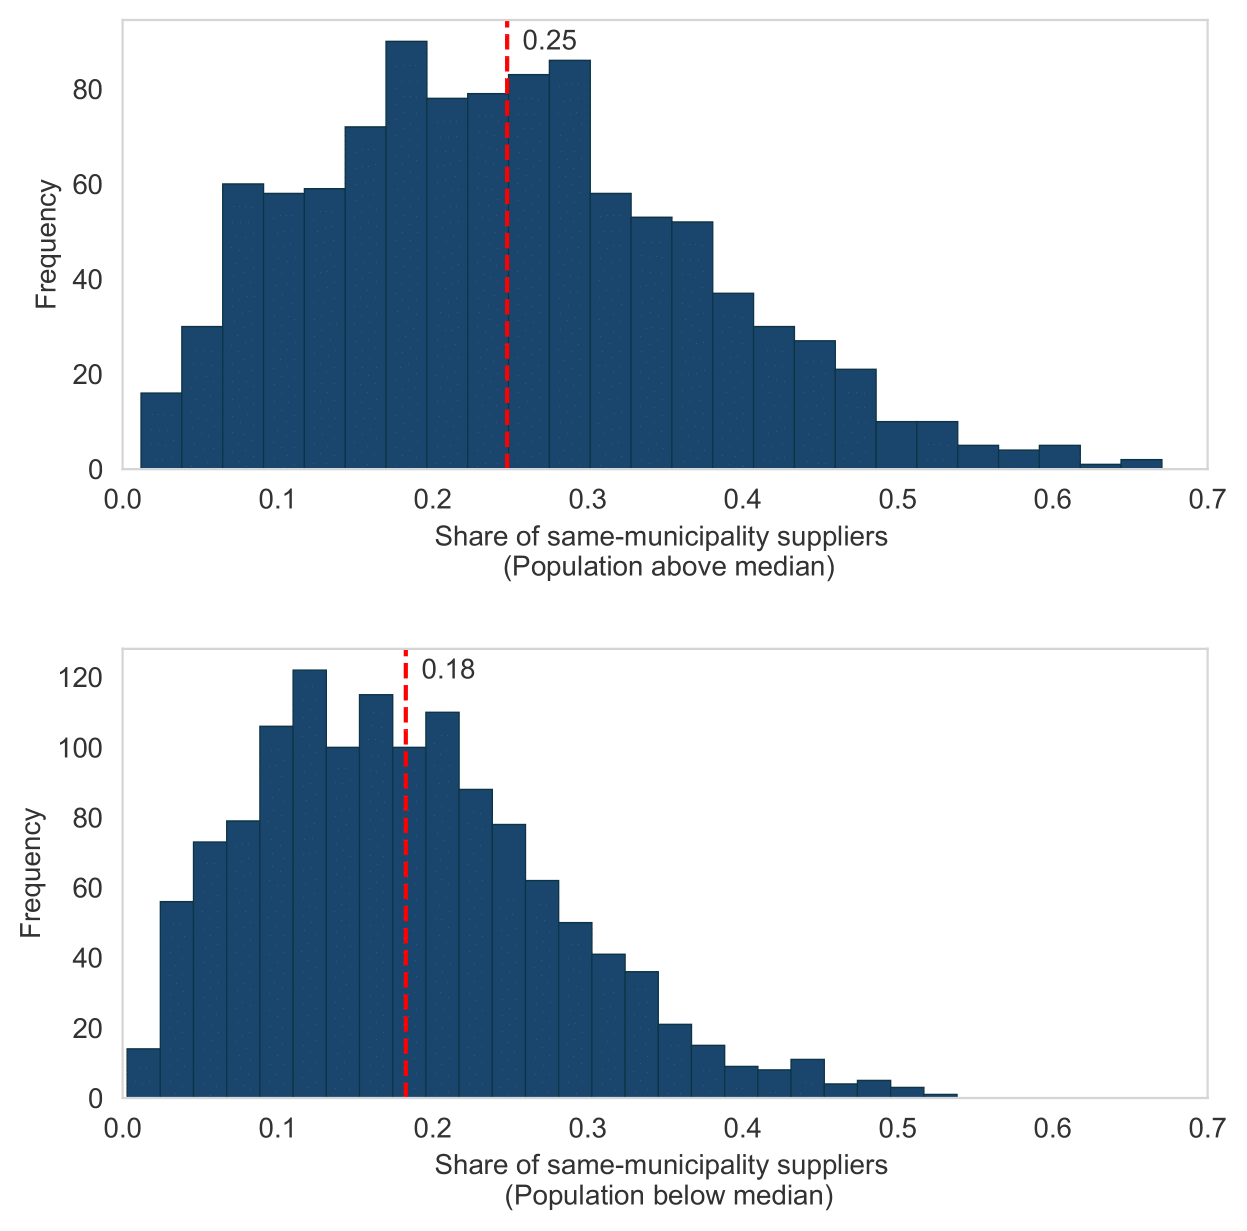 0.25
80
60
40
20
0
Frequency
0.0 0.1 0.2 0.3 0.4 0.5 0.6 0.7
Share of same-municipality suppliers
(Population above median)
0.18
120
100
80
60
40
20
0
Frequency
0.0 0.1 0.2 0.3 0.4 0.5 0.6 0.7
Share of same-municipality suppliers
(Population below median)